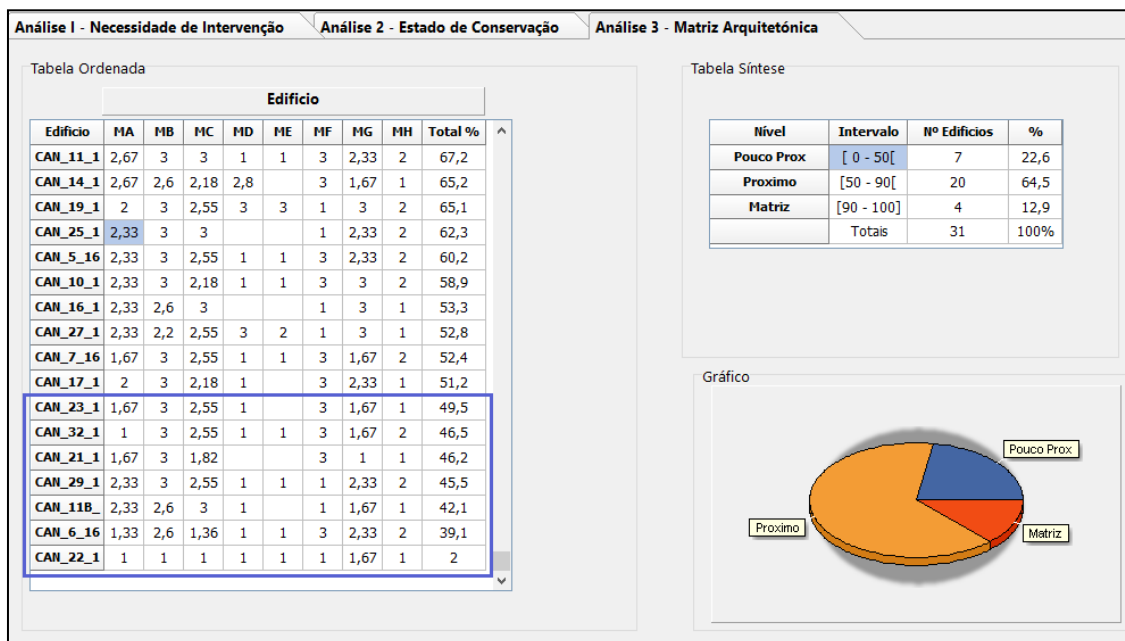 Análise I - Necessidade de Intervenção Análise 2 - Estado de Conservação Análise 3 - Matriz Arquitetónica
Tabela Ordenada
Edificio
Edificio MA MB MC MD ME MF MG MH Total %
CAN_11_1 2,67 3 3 1 1 3 2,33 2 67,2
CAN_14_1 2,67 2,6 2,18 2,8 3 1,67 1 65,2
CAN_19_1 2 3 2,55 3 3 1 3 2 65,1
CAN_25_1 2,33 3 3 1 2,33 2 62,3
CAN_5_16 2,33 3 2,55 1 1 3 2,33 2 60,2
CAN_10_1 2,33 3 2,18 1 1 3 3 2 58,9
CAN_16_1 2,33 2,6 3 1 3 1 53,3
CAN_27_1 2,33 2,2 2,55 3 2 1 3 1 52,8
CAN_7_16 1,67 3 2,55 1 1 3 1,67 2 52,4
CAN_17_1 2 3 2,18 1 3 2,33 1 51,2
CAN_23_1 1,67 3 2,55 1 3 1,67 1 49,5
CAN_32_1 1 3 2,55 1 1 3 1,67 2 46,5
CAN_21_1 1,67 3 1,82 3 1 1 46,2
CAN_29_1 2,33 3 2,55 1 1 1 2,33 2 45,5
CAN_11B_ 2,33 2,6 3 1 1 1,67 1 42,1
CAN_6_16 1,33 2,6 1,36 1 1 3 2,33 2 39,1
CAN_22_1 1 1 1 1 1 1 1,67 1 2
Tabela Síntese
Nível Intervalo Nº Edificios %
Pouco Prox [ 0 - 50[ 7 22,6
Proximo [50 - 90[ 20 64,5
Matriz [90 - 100] 4 12,9
Totais 31 100%
Gráfico
Pouco Prox
Proximo
Matriz